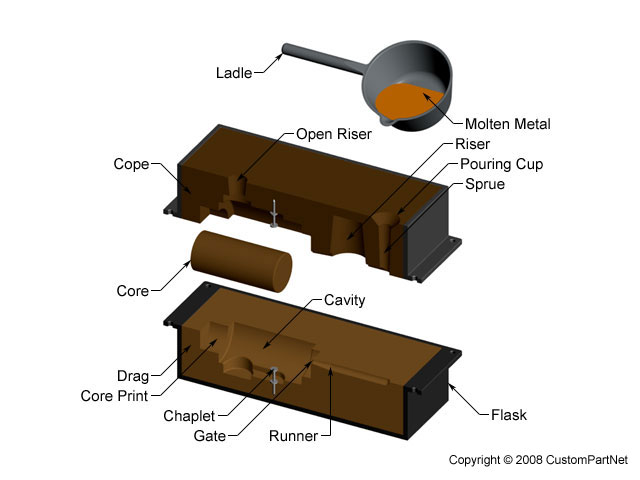 Ladle
Molten Metal
Open Riser
Riser
Cope
Pouring Cup
Sprue
Core
Cavity
Drag
Core Print
Chaplet
Flask
Gate
Runner
Copyright © 2008 CustomPartNet